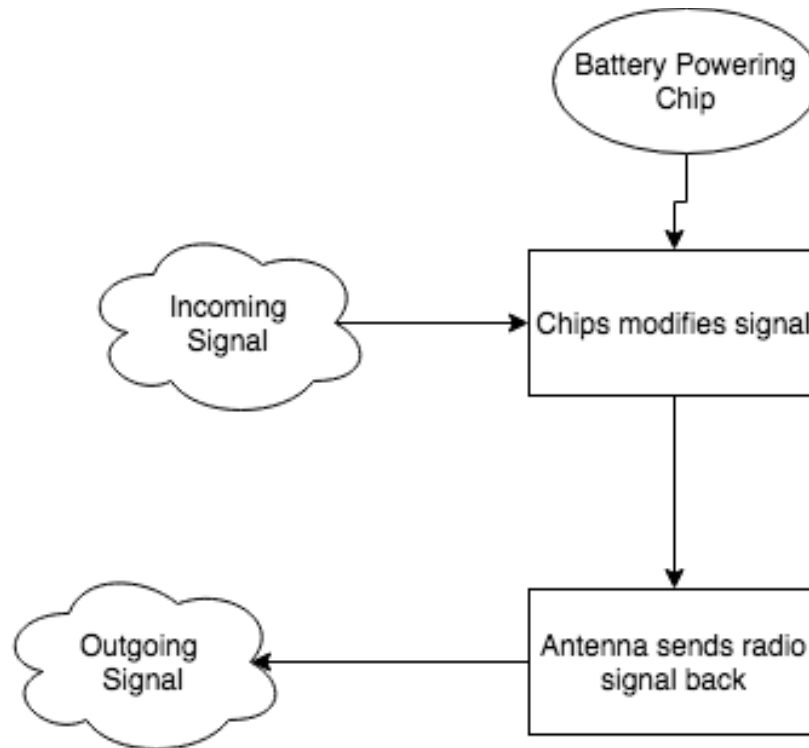 Battery Powering
Chip
Incoming
Signal
Chips modifies signal
Outgoing
Signal
Antenna sends radio
signal back